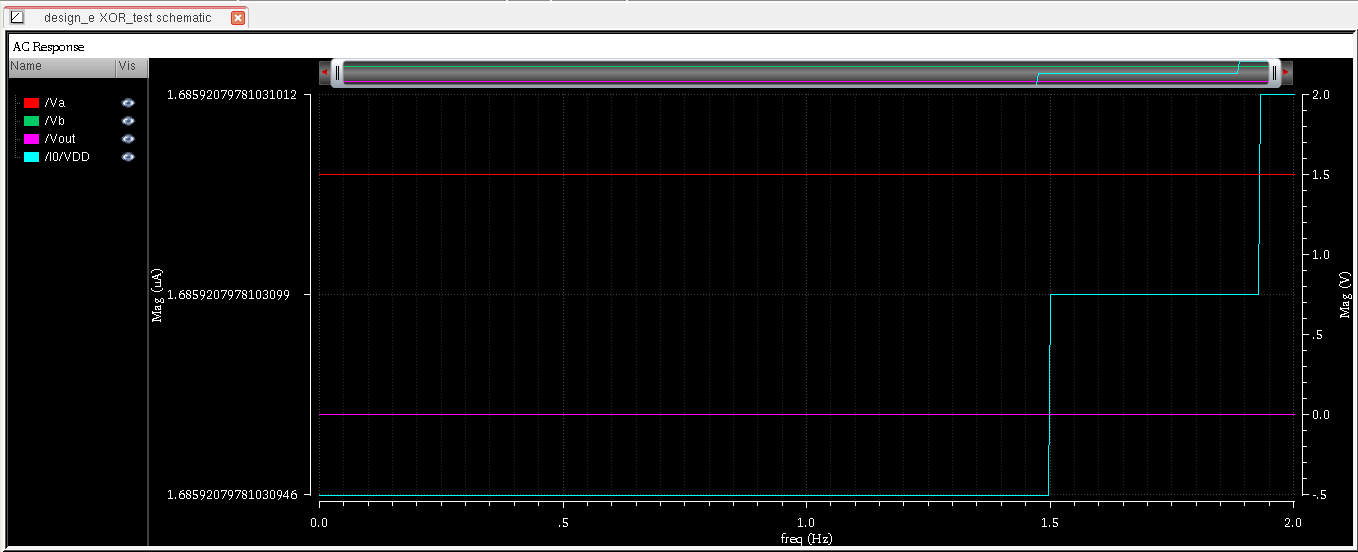 design_e XOR_test schematic
AC Response
Name Vis
/Va
/Vb
/Vout
/I0/VDD
1.68592079781031012
1.6859207978103099
1.68592079781030946
Mag (uA)
2.0
1.5
1.0
.5
0.0
-.5
Mag (V)
0.0 .5 1.0 1.5 2.0
freq (Hz)